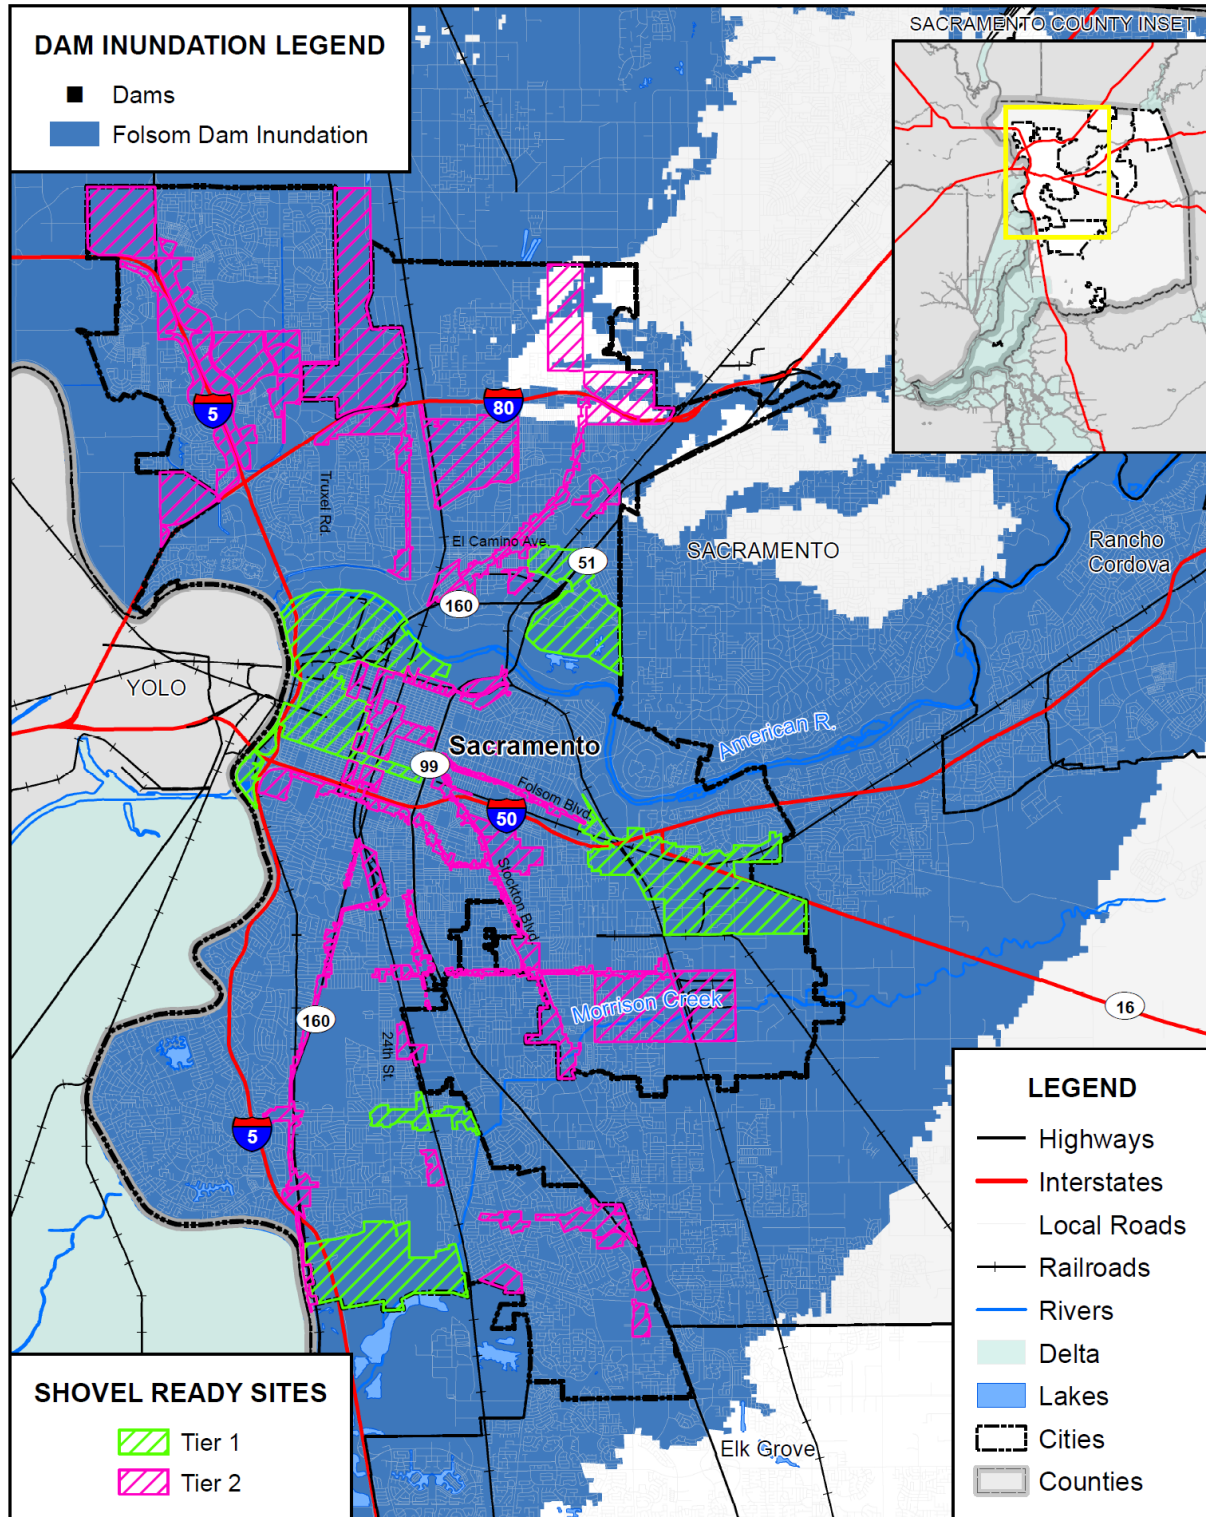 SACRAMENTO COUNTY INSET
DAM INUNDATION LEGEND
Dams
Folsom Dam Inundation
5
80
Truxel Rd.
El Camino Ave.
51
SACRAMENTO
Rancho
Cordova
160
YOLO
American R.
Sacramento
99
Folsom Blvd
50
Stockton Blvd
Morrison Creek
160
16
24th St.
5
Elk Grove
LEGEND
Highways
Interstates
Local Roads
Railroads
Rivers
Delta
Lakes
Cities
Counties
SHOVEL READY SITES
Tier 1
Tier 2